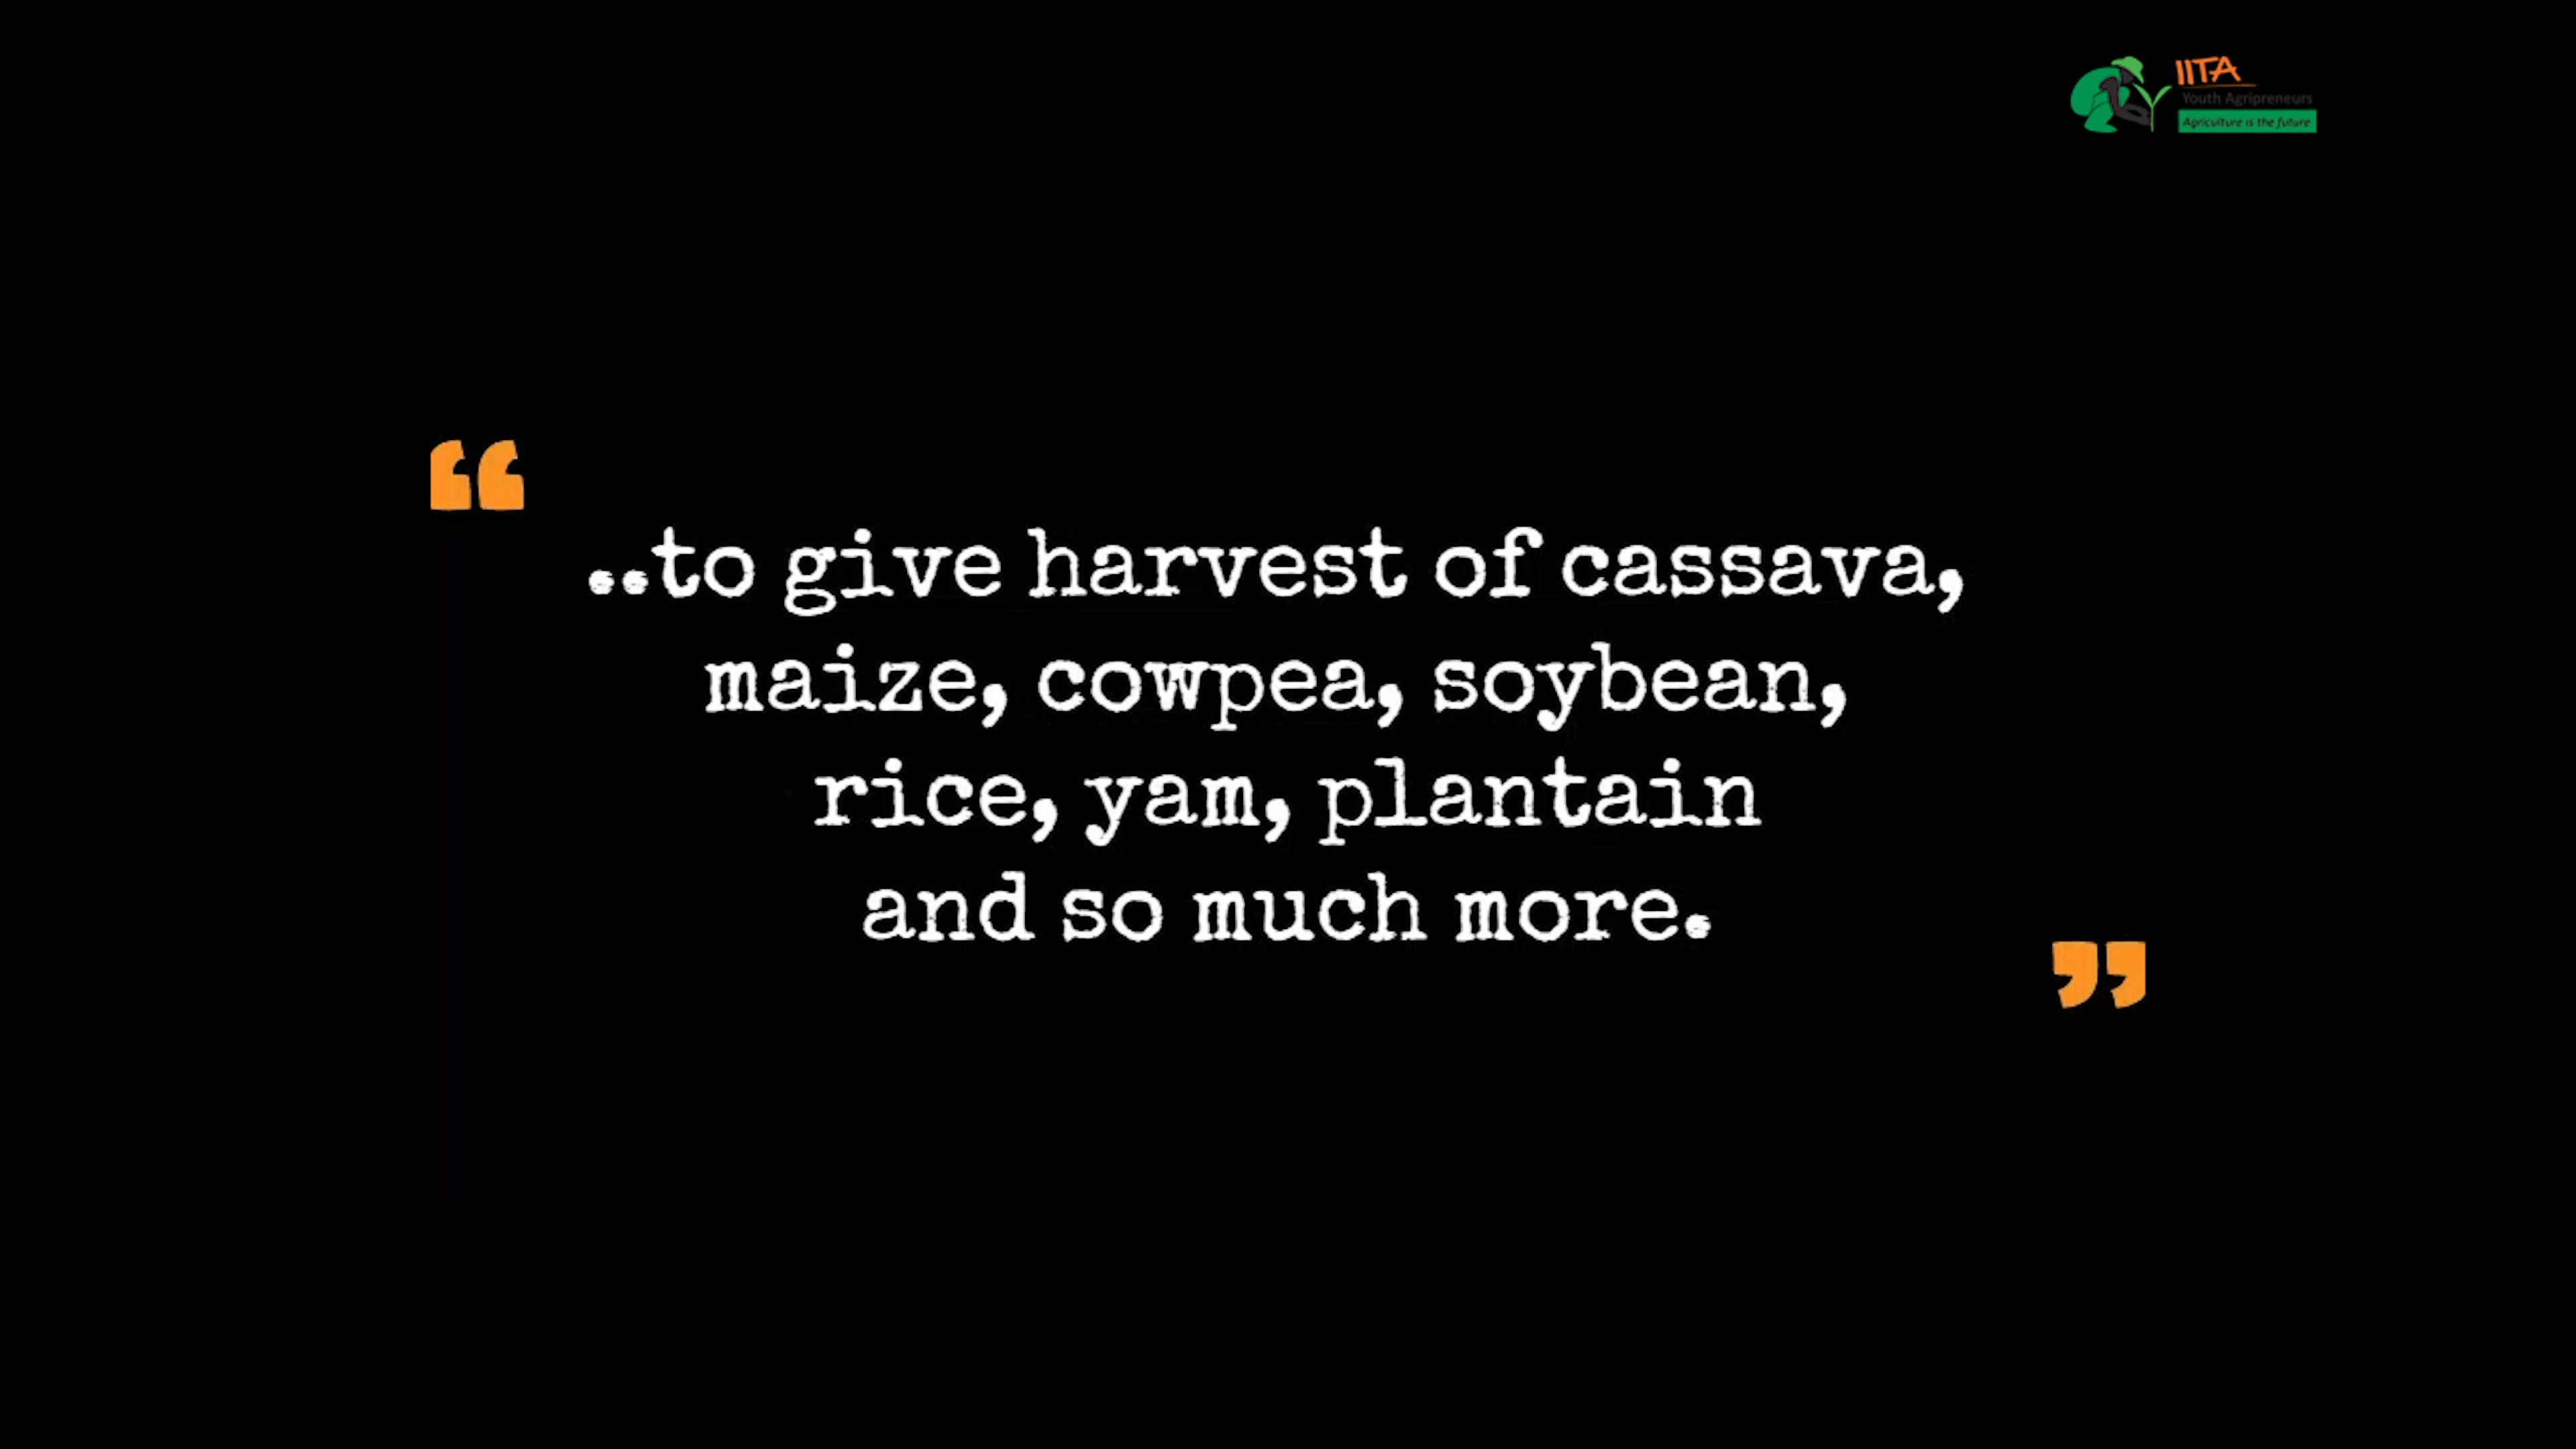 IITA
Youth Agripreneurs
Agriculture is the future
“
..to give harvest of cassava,
maize, cowpea, soybean,
rice, yam, plantain
and so much more.
”